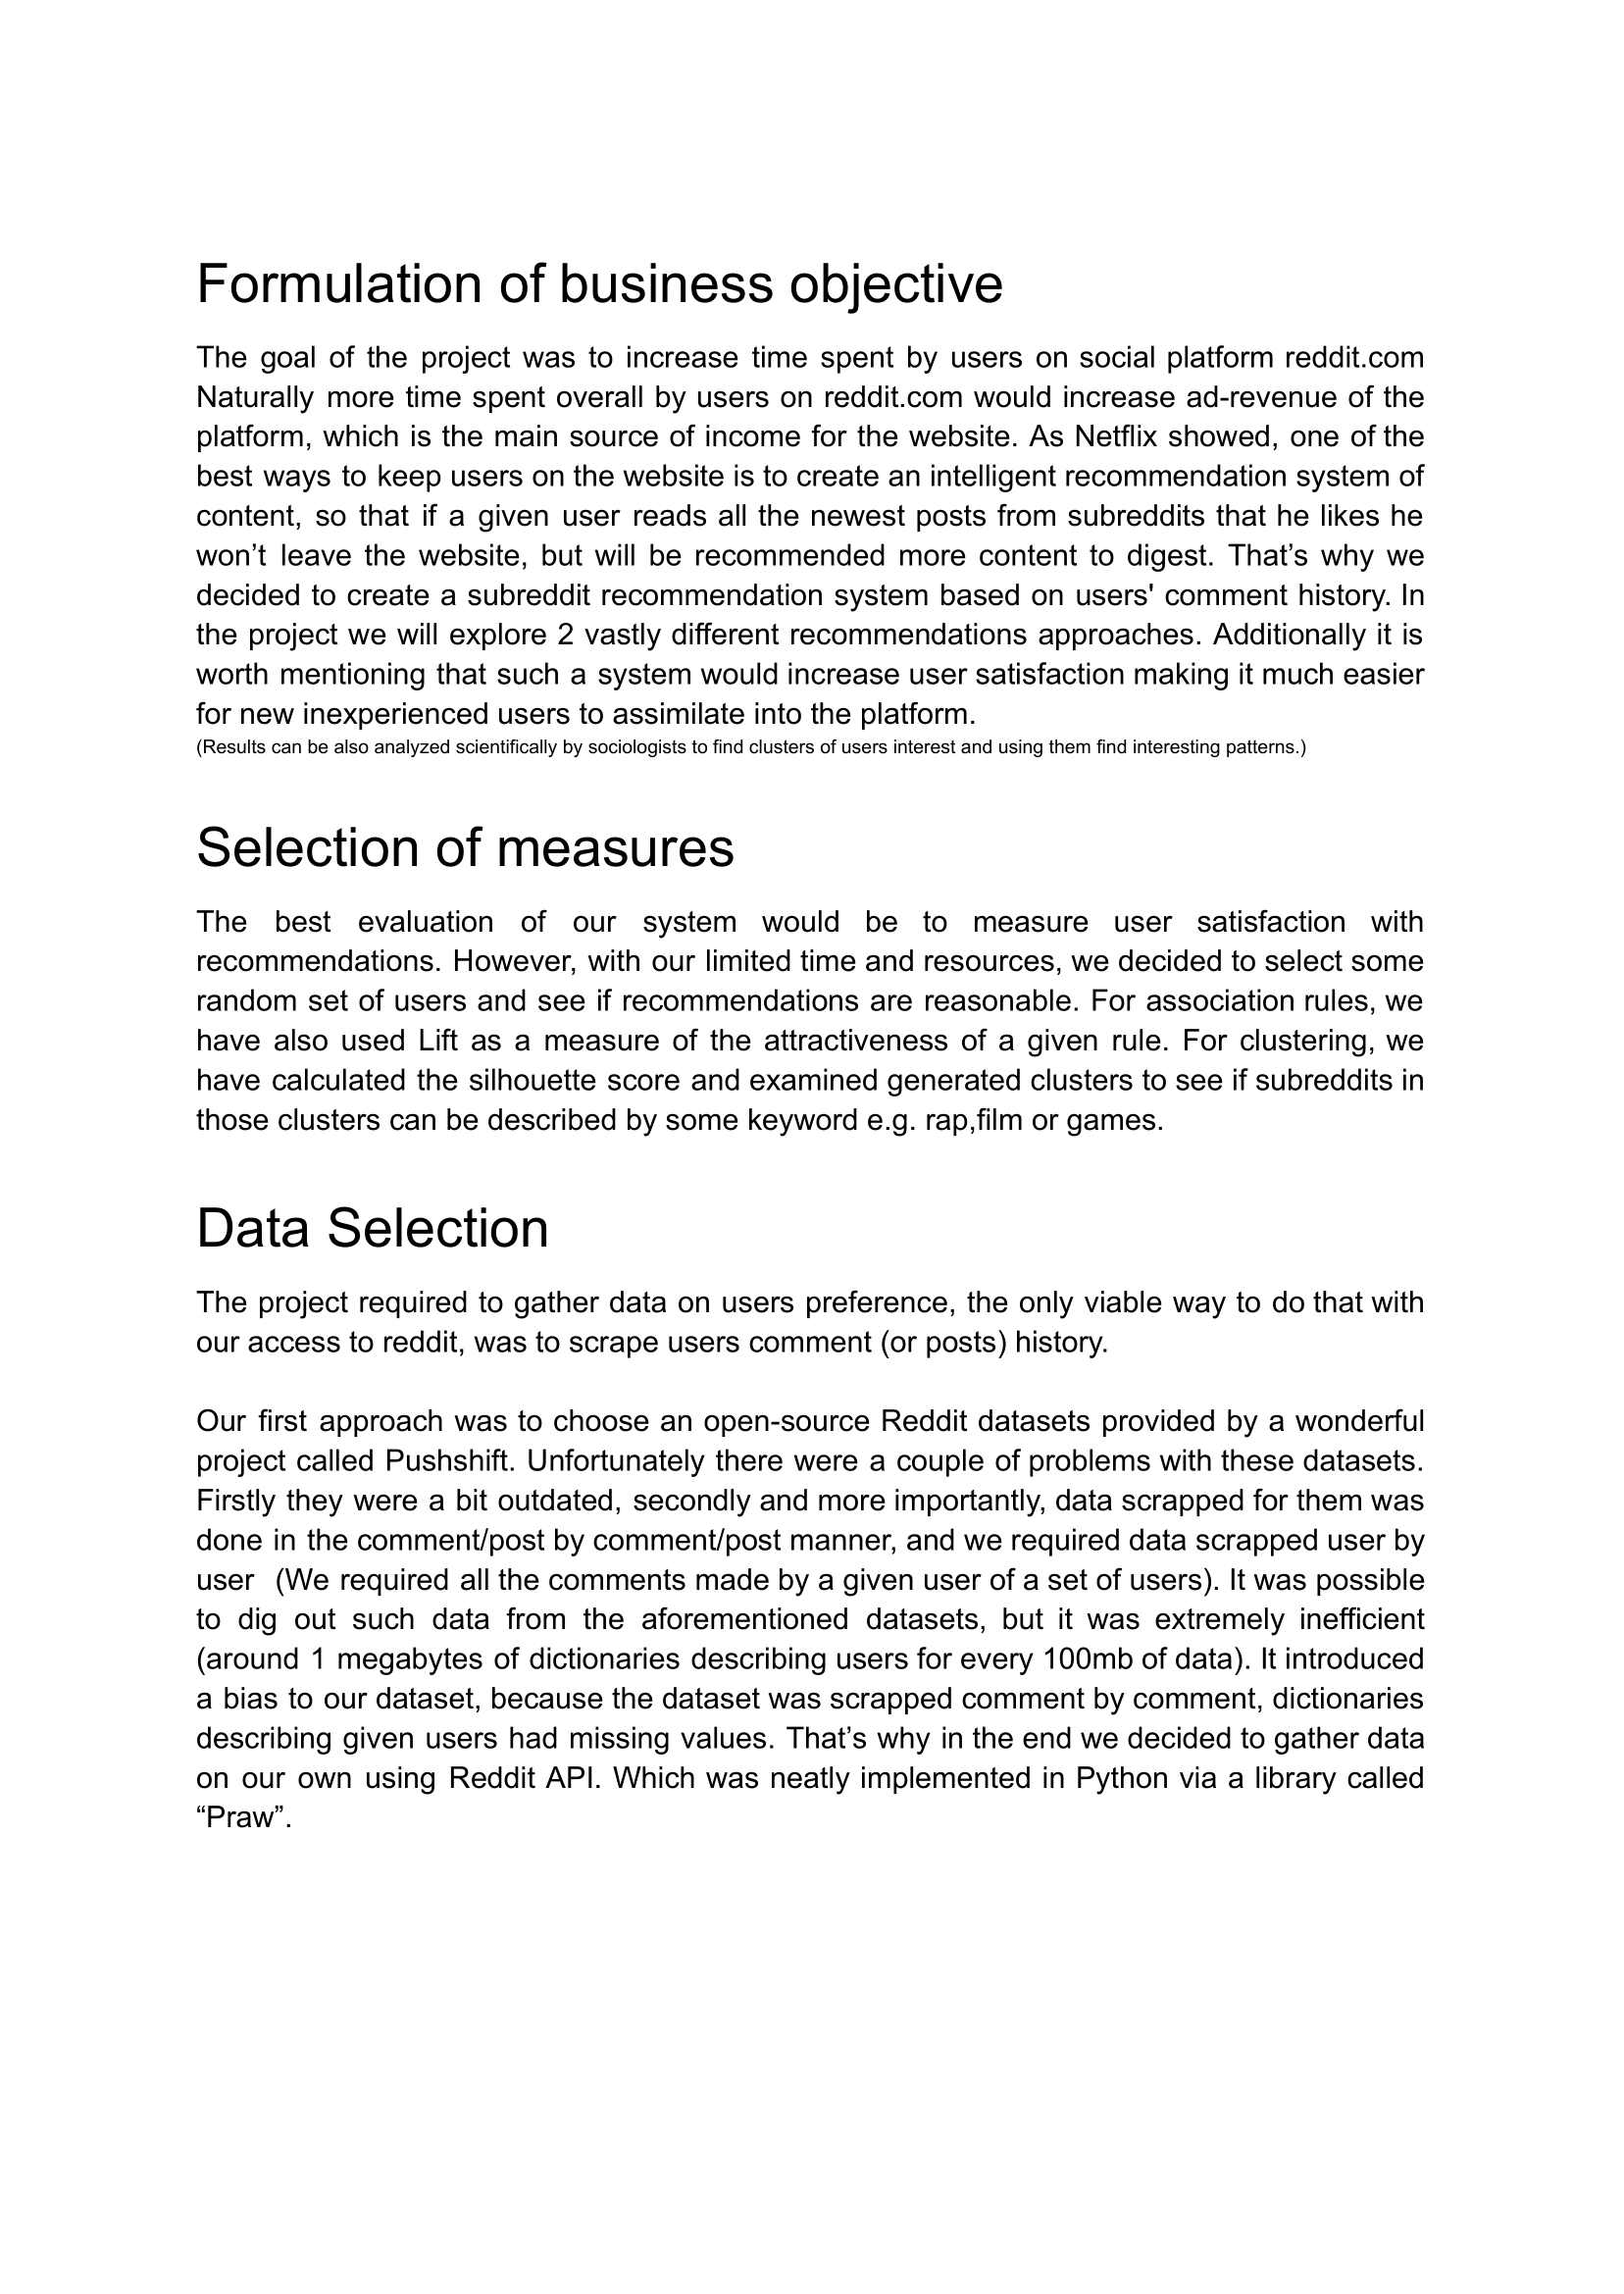 Formulation of business objective
The goal of the project was to increase time spent by users on social platform reddit.com
Naturally more time spent overall by users on reddit.com would increase ad-revenue of the
platform, which is the main source of income for the website. As Netflix showed, one of the
best ways to keep users on the website is to create an intelligent recommendation system of
content, so that if a given user reads all the newest posts from subreddits that he likes he
won’t leave the website, but will be recommended more content to digest. That’s why we
decided to create a subreddit recommendation system based on users' comment history. In
the project we will explore 2 vastly different recommendations approaches. Additionally it is
worth mentioning that such a system would increase user satisfaction making it much easier
for new inexperienced users to assimilate into the platform.
(Results can be also analyzed scientifically by sociologists to find clusters of users interest and using them find interesting patterns.)
Selection of measures
The best evaluation of our system would be to measure user satisfaction with
recommendations. However, with our limited time and resources, we decided to select some
random set of users and see if recommendations are reasonable. For association rules, we
have also used Lift as a measure of the attractiveness of a given rule. For clustering, we
have calculated the silhouette score and examined generated clusters to see if subreddits in
those clusters can be described by some keyword e.g. rap,film or games.
Data Selection
The project required to gather data on users preference, the only viable way to do that with
our access to reddit, was to scrape users comment (or posts) history.
Our first approach was to choose an open-source Reddit datasets provided by a wonderful
project called Pushshift. Unfortunately there were a couple of problems with these datasets.
Firstly they were a bit outdated, secondly and more importantly, data scrapped for them was
done in the comment/post by comment/post manner, and we required data scrapped user by
user  (We required all the comments made by a given user of a set of users). It was possible
to dig out such data from the aforementioned datasets, but it was extremely inefficient
(around 1 megabytes of dictionaries describing users for every 100mb of data). It introduced
a bias to our dataset, because the dataset was scrapped comment by comment, dictionaries
describing given users had missing values. That’s why in the end we decided to gather data
on our own using Reddit API. Which was neatly implemented in Python via a library called
“Praw”.